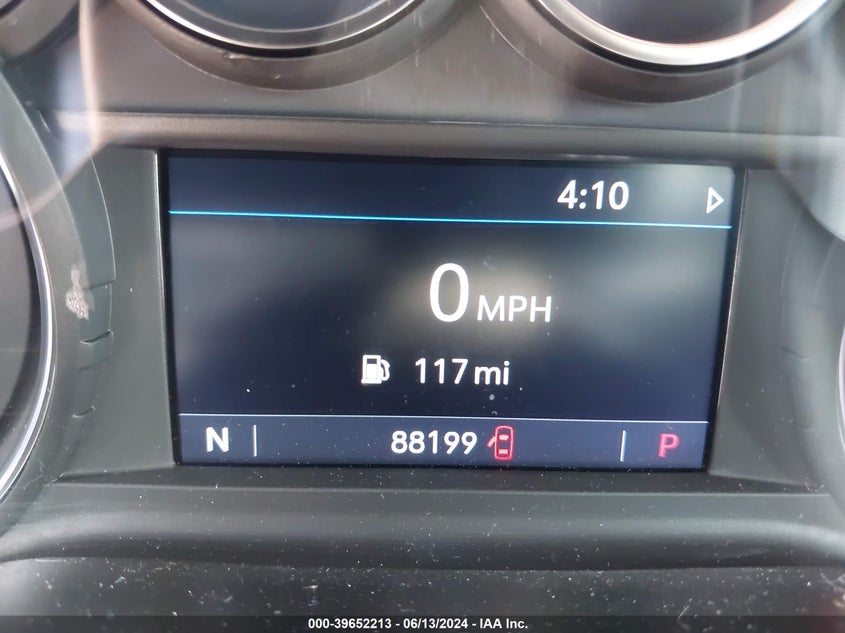 4:10
0 MPH
117 mi
N 88199 P
000-39652213 - 06/13/2024 - IAA Inc.